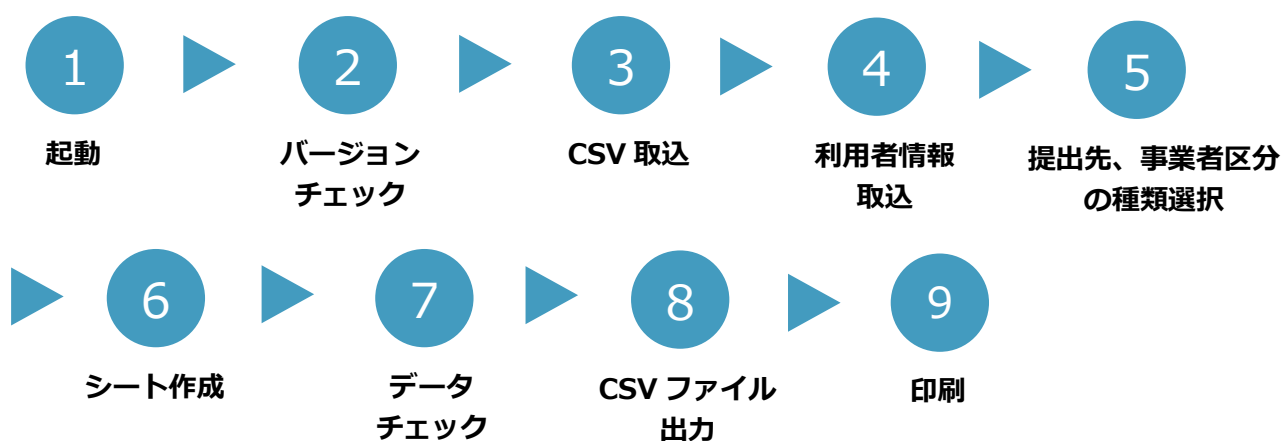 1
起動
2
バージョン
チェック
3
CSV 取込
4
利用者情報
取込
5
提出先、事業者区分
の種類選択
6
シート作成
7
データ
チェック
8
CSV ファイル
出力
9
印刷